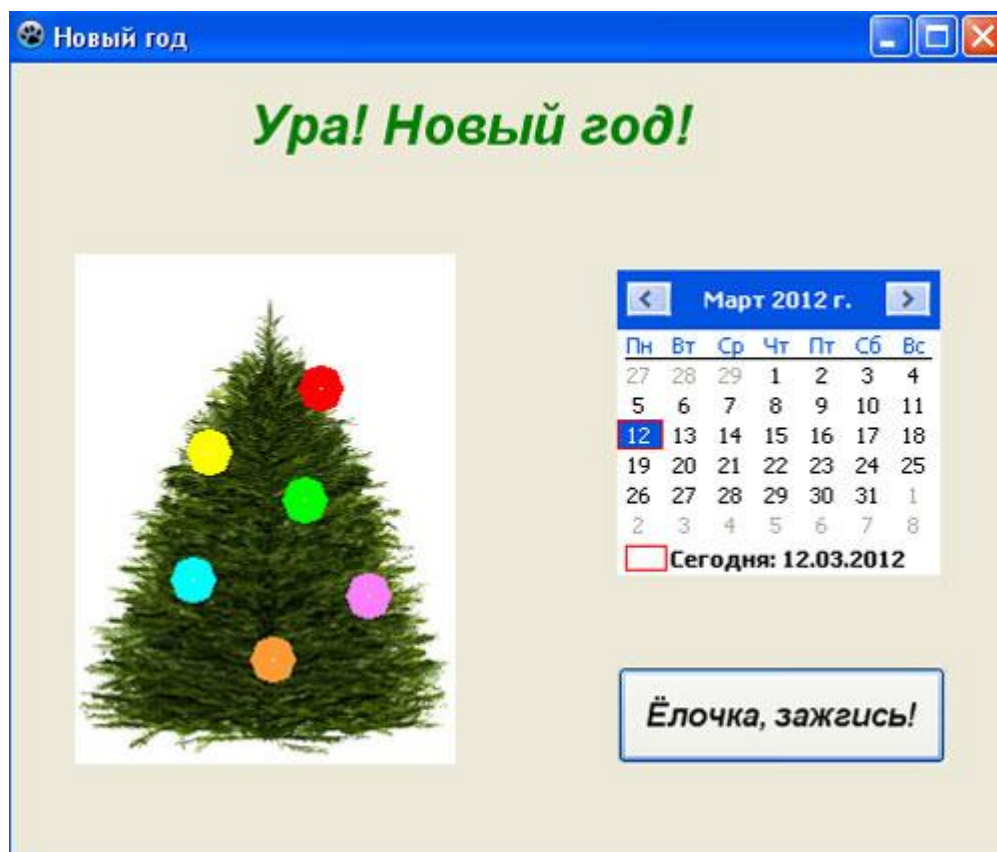 Новый год
Ура! Новый год!
Март 2012 г.
Пн Вт Ср Чт Пт Сб Вс
27 28 29 1 2 3 4
5 6 7 8 9 10 11
12 13 14 15 16 17 18
19 20 21 22 23 24 25
26 27 28 29 30 31 1
2 3 4 5 6 7 8
Сегодня: 12.03.2012
Ёлочка, зажгись!